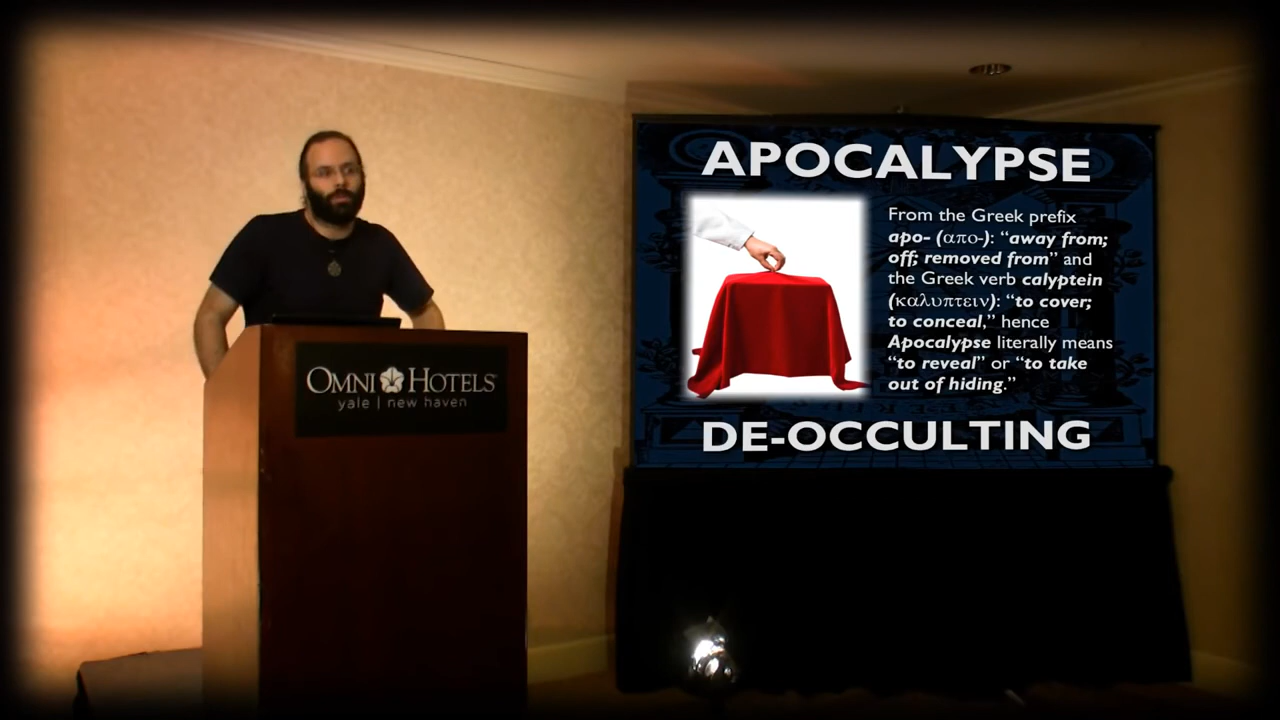 APOCALYPSE
From the Greek prefix
apo- (απο-): “away from;
off; removed from” and
the Greek verb calyptein
(καλυπτειν): “to cover;
to conceal,” hence
Apocalypse literally means
“to reveal” or “to take
out of hiding.”
DE-OCCULTING
OMNI HOTELS
yale | new haven